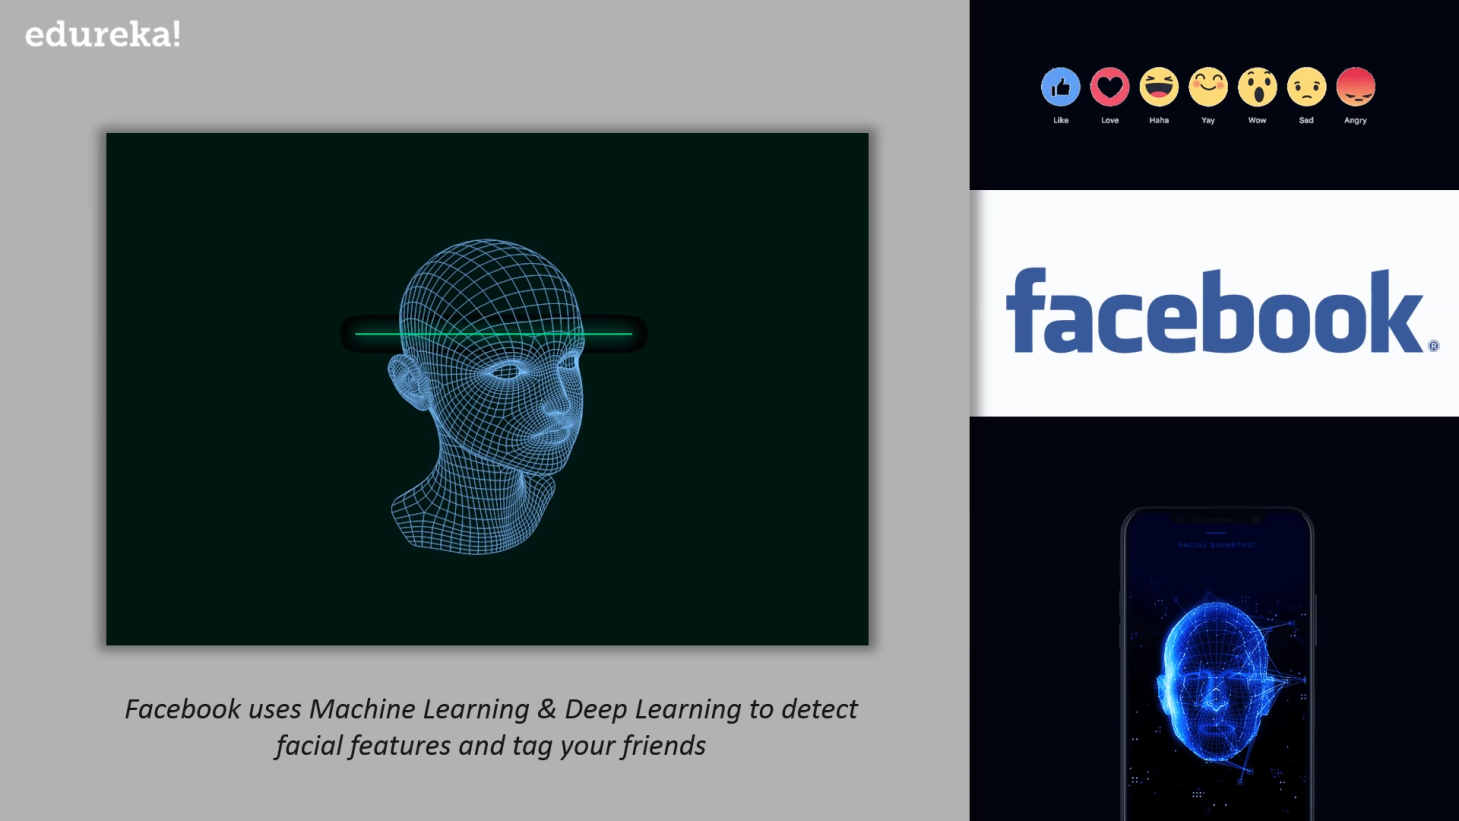 edureka!
Like Love Haha Yay Wow Sad Angry
facebook®
FACIAL BIOMETRIC
Facebook uses Machine Learning & Deep Learning to detect
facial features and tag your friends